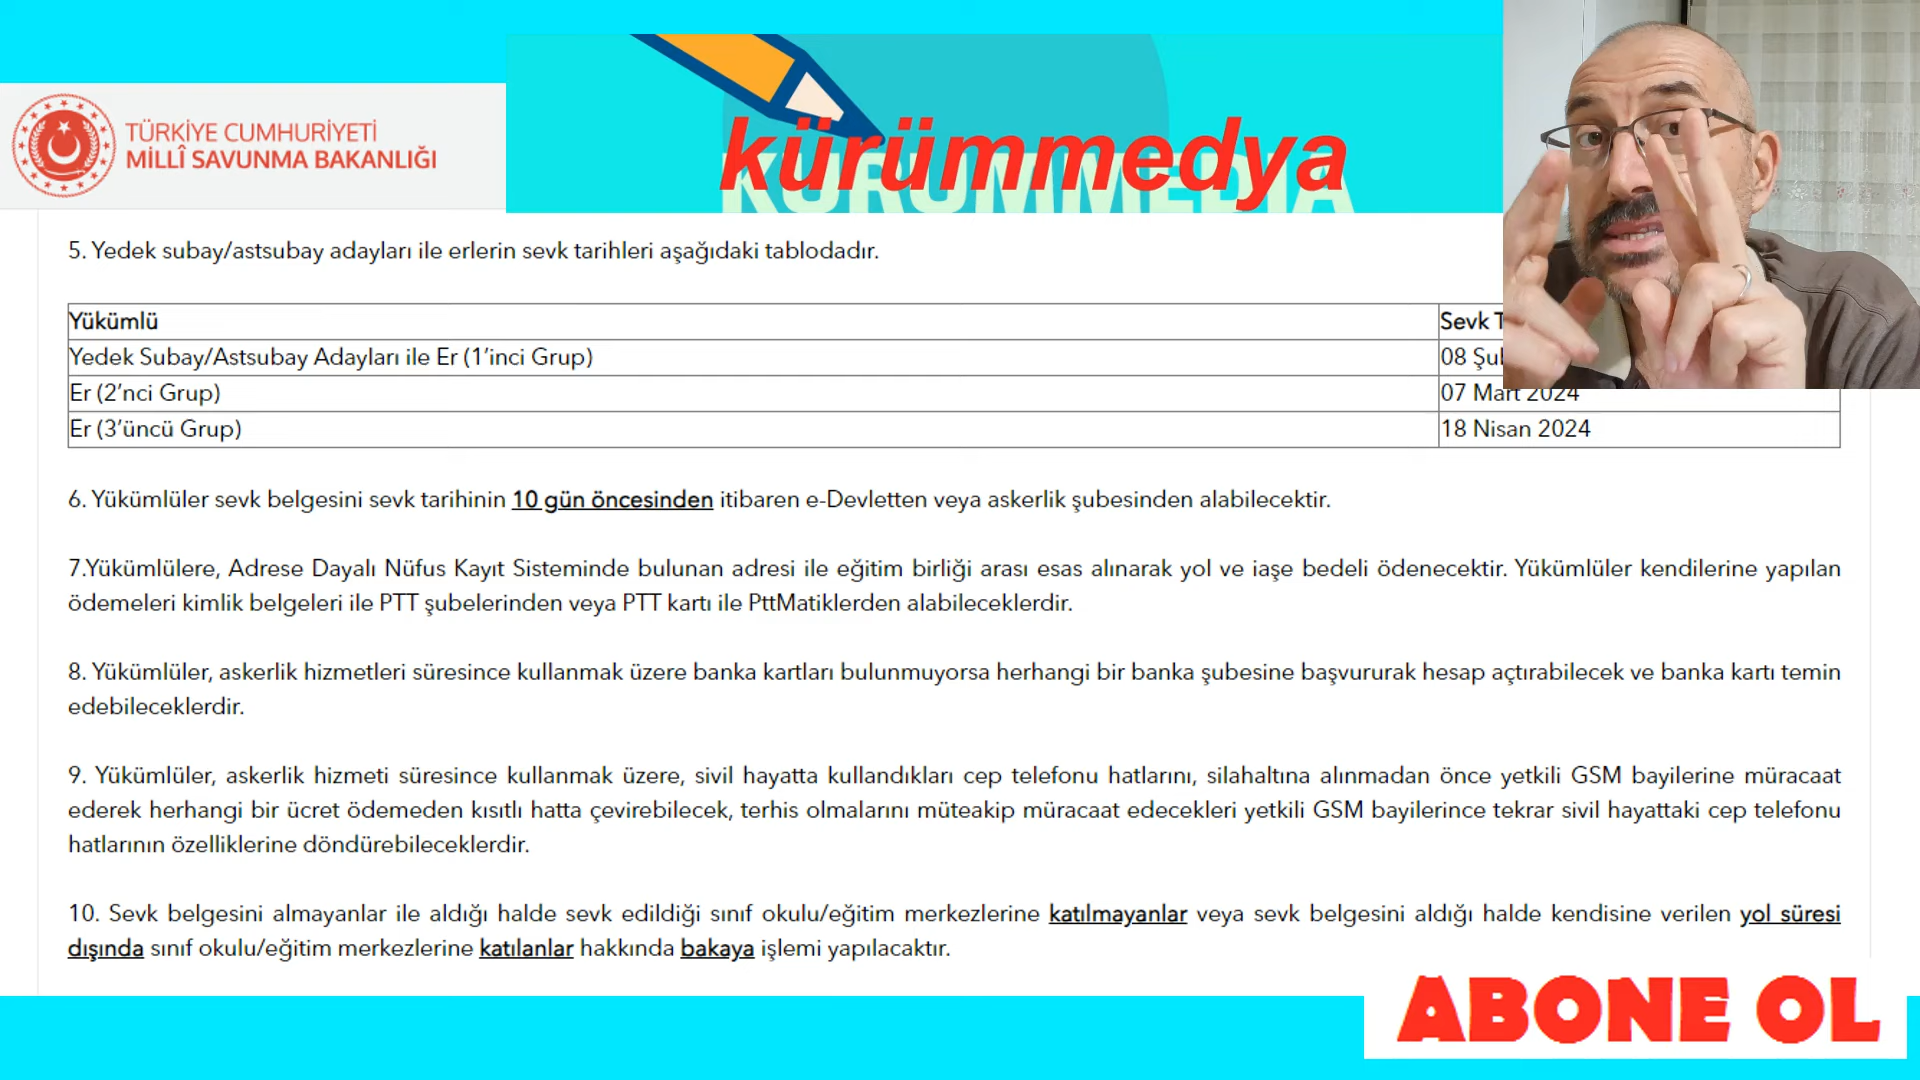 TÜRKİYE CUMHURİYETİ
MİLLÎ SAVUNMA BAKANLIĞI
kürümmedya
KURUMMEDIA
5. Yedek subay/astsubay adayları ile erlerin sevk tarihleri aşağıdaki tablodadır.
Yükümlü Sevk T
Yedek Subay/Astsubay Adayları ile Er (1’inci Grup) 08 Şu
Er (2’nci Grup) 07 Mart 2024
Er (3’üncü Grup) 18 Nisan 2024
6. Yükümlüler sevk belgesini sevk tarihinin 10 gün öncesinden itibaren e-Devletten veya askerlik şubesinden alabilecektir.
7.Yükümlülere, Adrese Dayalı Nüfus Kayıt Sisteminde bulunan adresi ile eğitim birliği arası esas alınarak yol ve iaşe bedeli ödenecektir. Yükümlüler kendilerine yapılan
ödemeleri kimlik belgeleri ile PTT şubelerinden veya PTT kartı ile PttMatiklerden alabileceklerdir.
8. Yükümlüler, askerlik hizmetleri süresince kullanmak üzere banka kartları bulunmuyorsa herhangi bir banka şubesine başvururak hesap açtırabilecek ve banka kartı temin
edebileceklerdir.
9. Yükümlüler, askerlik hizmeti süresince kullanmak üzere, sivil hayatta kullandıkları cep telefonu hatlarını, silahaltına alınmadan önce yetkili GSM bayilerine müracaat
ederek herhangi bir ücret ödemeden kısıtlı hatta çevirebilecek, terhis olmalarını müteakip müracaat edecekleri yetkili GSM bayilerince tekrar sivil hayattaki cep telefonu
hatlarının özelliklerine döndürebileceklerdir.
10. Sevk belgesini almayanlar ile aldığı halde sevk edildiği sınıf okulu/eğitim merkezlerine katılmayanlar veya sevk belgesini aldığı halde kendisine verilen yol süresi
dışında sınıf okulu/eğitim merkezlerine katılanlar hakkında bakaya işlemi yapılacaktır.
ABONE OL